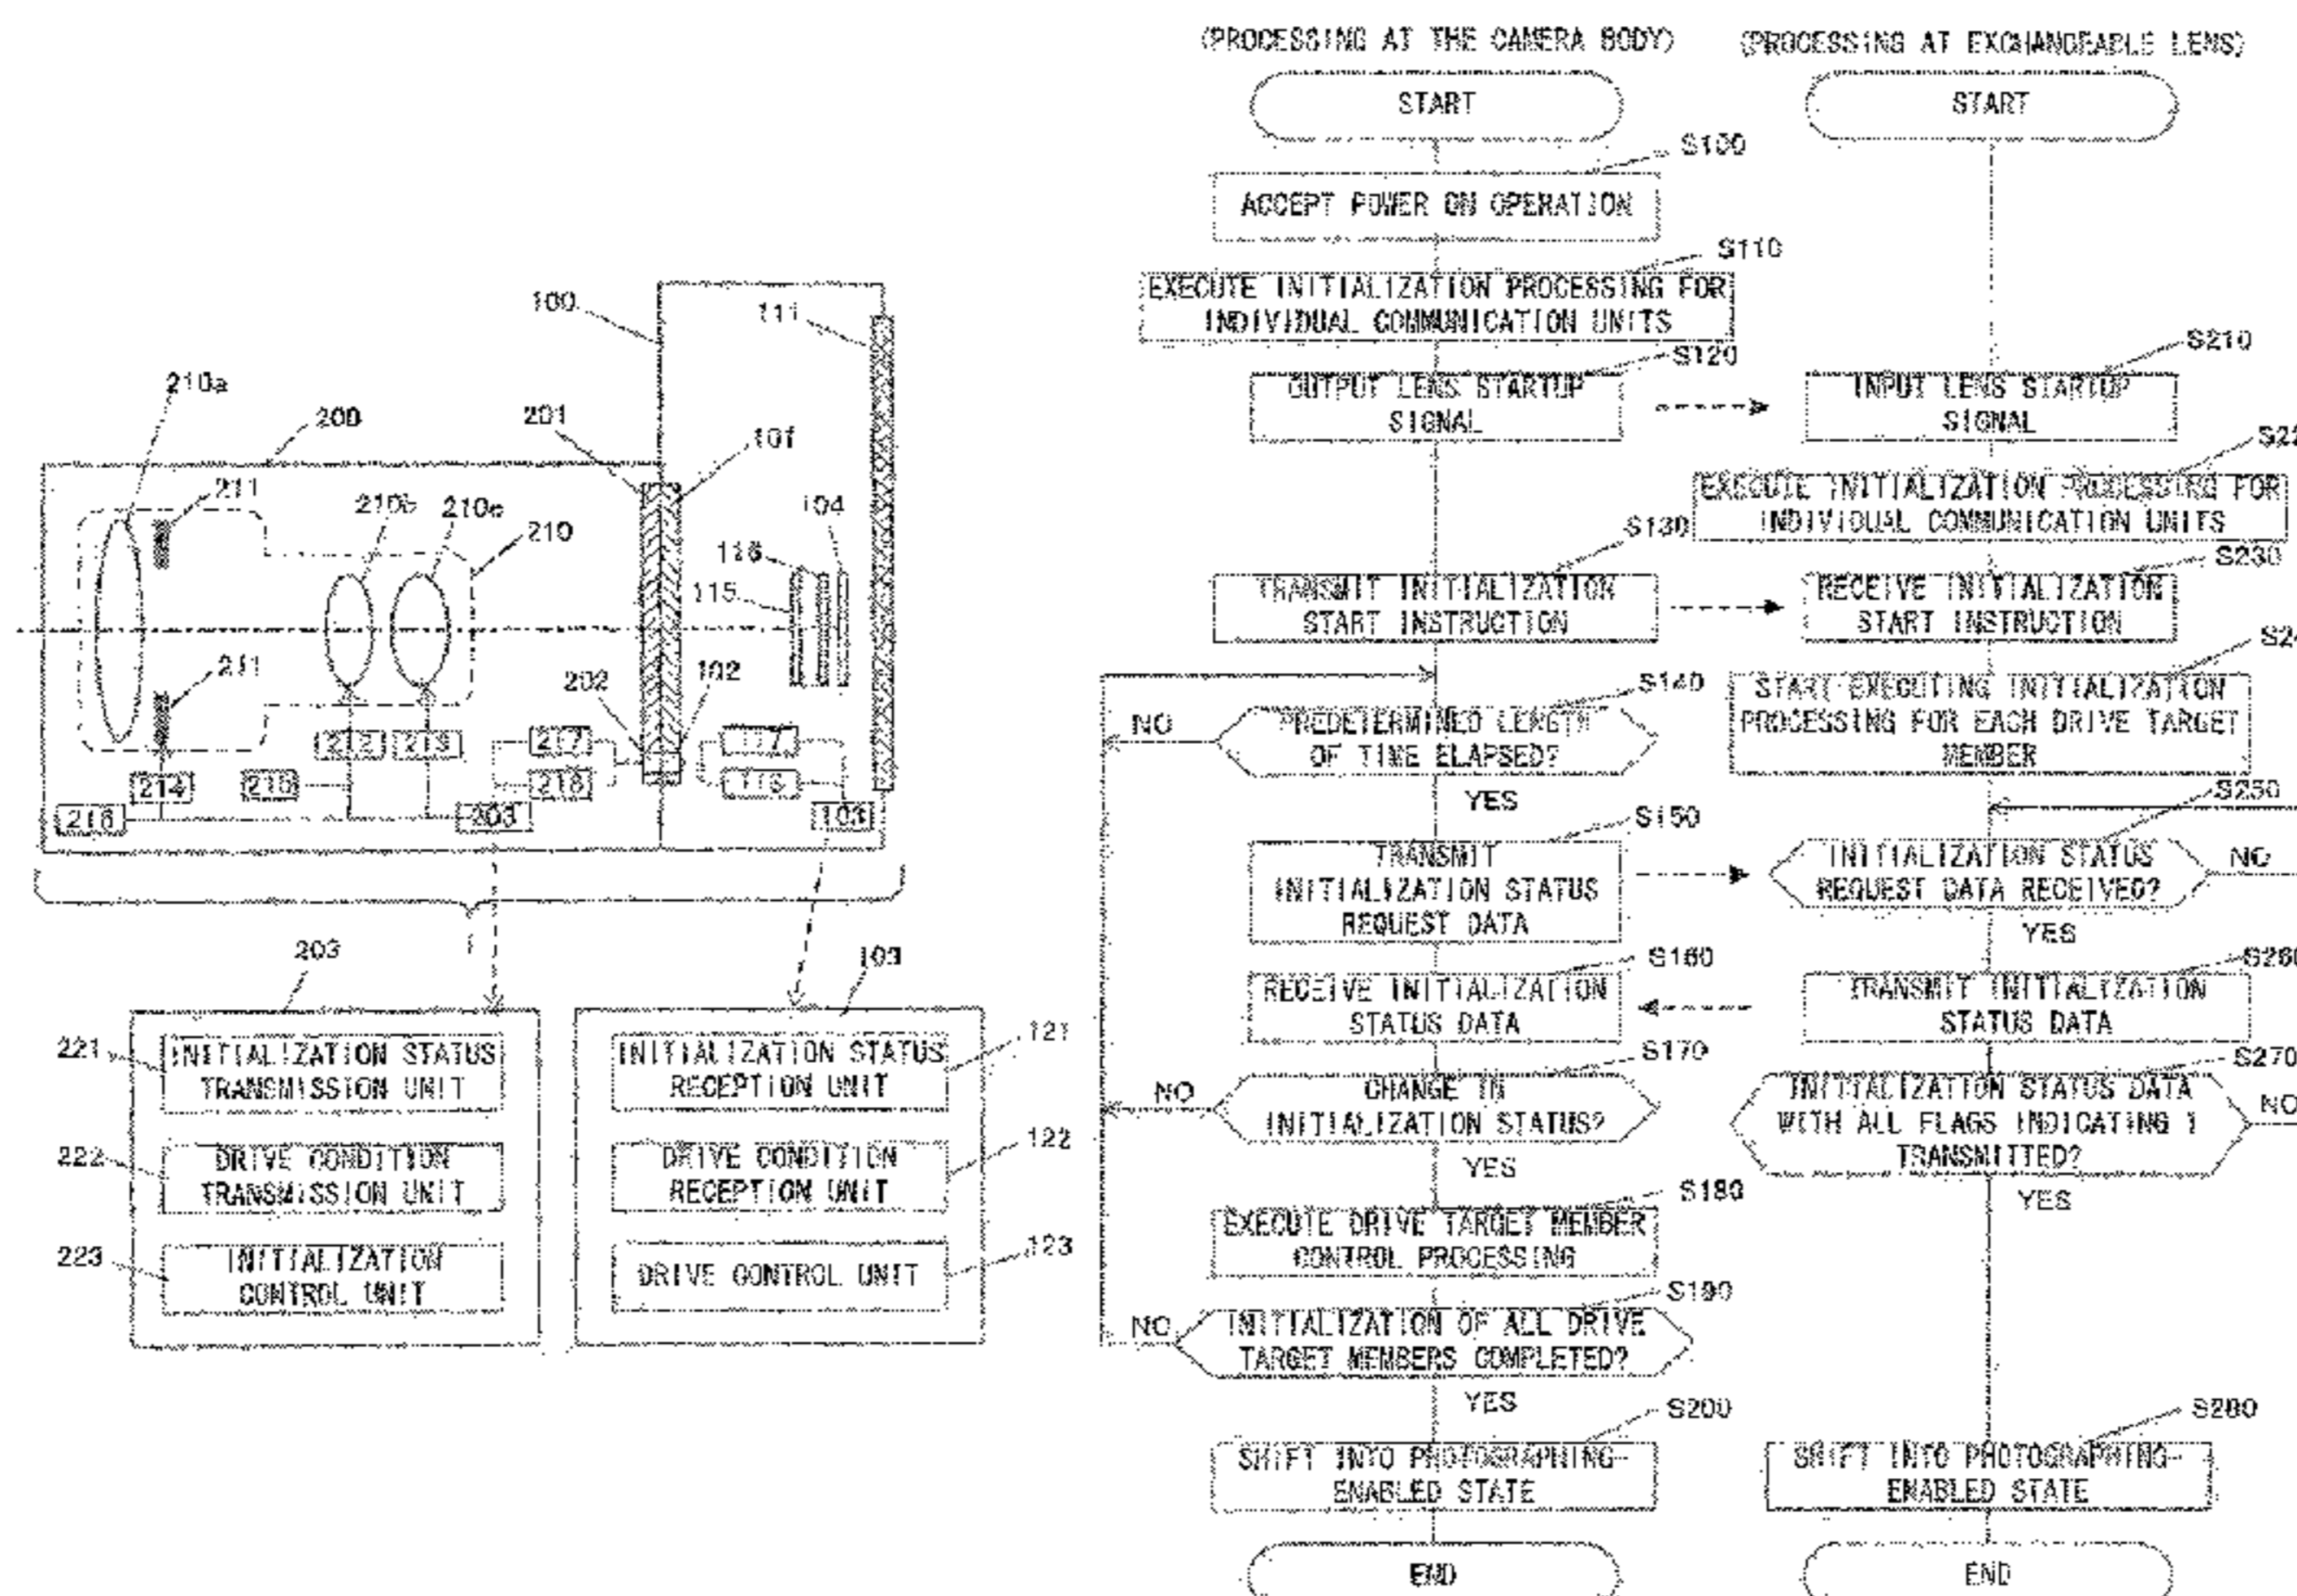 (PROCESSING AT THE CAMERA BODY)
(PROCESSING AT EXCHANGEABLE LENS)
START
START
S100
ACCEPT POWER ON OPERATION
S110
EXECUTE INITIALIZATION PROCESSING FOR
INDIVIDUAL COMMUNICATION UNITS
S120
S210
OUTPUT LENS STARTUP
SIGNAL
INPUT LENS STARTUP
SIGNAL
EXECUTE INITIALIZATION PROCESSING FOR
INDIVIDUAL COMMUNICATION UNITS
S130
S230
TRANSMIT INITIALIZATION
START INSTRUCTION
RECEIVE INITIALIZATION
START INSTRUCTION
S140
START EXECUTING INITIALIZATION
PROCESSING FOR EACH DRIVE TARGET
MEMBER
NO
PREDETERMINED LENGTH
OF TIME ELAPSED?
YES
S250
S150
TRANSMIT
INITIALIZATION STATUS
REQUEST DATA
INITIALIZATION STATUS
REQUEST DATA RECEIVED?
NO
YES
S160
RECEIVE INITIALIZATION
STATUS DATA
TRANSMIT INITIALIZATION
STATUS DATA
S170
S270
NO
CHANGE IN
INITIALIZATION STATUS?
YES
INITIALIZATION STATUS DATA
WITH ALL FLAGS INDICATING 1
TRANSMITTED?
NO
YES
S180
EXECUTE DRIVE TARGET MEMBER
CONTROL PROCESSING
S190
NO
INITIALIZATION OF ALL DRIVE
TARGET MEMBERS COMPLETED?
YES
S200
S280
SHIFT INTO PHOTOGRAPHING-
ENABLED STATE
SHIFT INTO PHOTOGRAPHING-
ENABLED STATE
END
END
100
111
210a
200
201
101
211
210b
210c
210
104
116
115
211
202
102
212
213
217
117
214
215
218
216
203
103
1
203
103
221
INITIALIZATION STATUS
TRANSMISSION UNIT
222
DRIVE CONDITION
TRANSMISSION UNIT
223
INITIALIZATION
CONTROL UNIT
INITIALIZATION STATUS
RECEPTION UNIT
121
DRIVE CONDITION
RECEPTION UNIT
122
DRIVE CONTROL UNIT
123